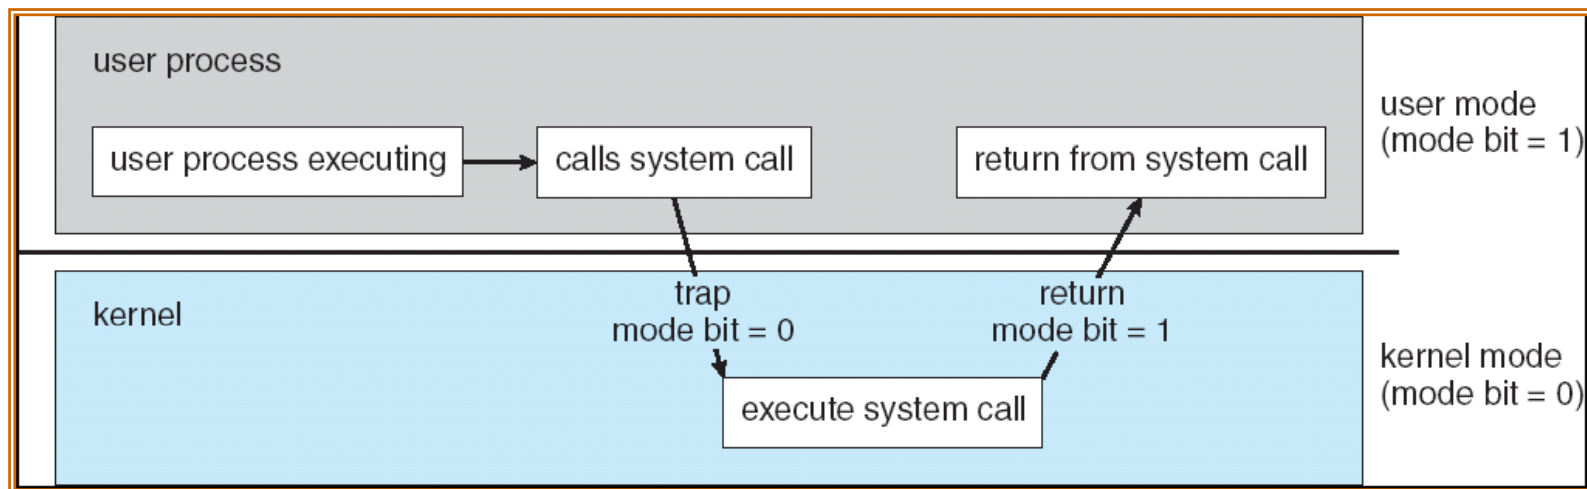 user process
user process executing
calls system call
return from system call
user mode
(mode bit = 1)
kernel
trap
mode bit = 0
return
mode bit = 1
execute system call
kernel mode
(mode bit = 0)